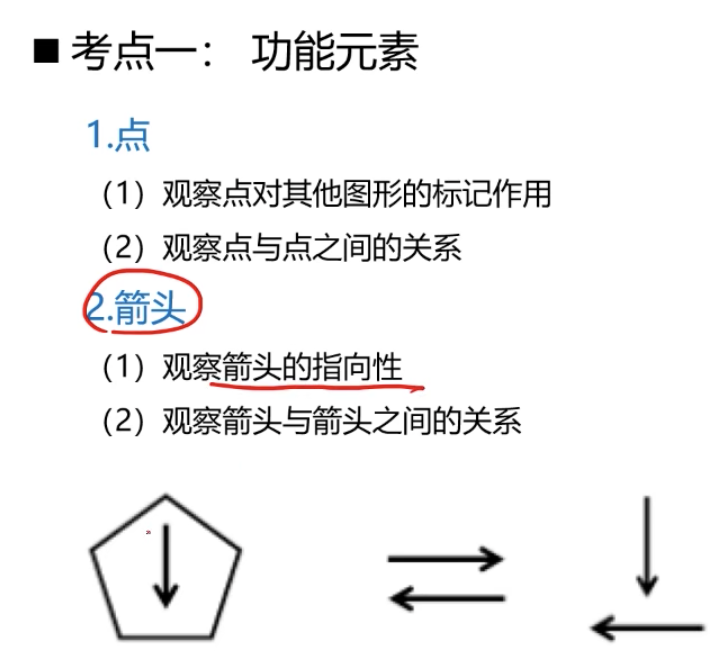 ■ 考点一： 功能元素
1.点
（1）观察点对其他图形的标记作用
（2）观察点与点之间的关系
2.箭头
（1）观察箭头的指向性
（2）观察箭头与箭头之间的关系